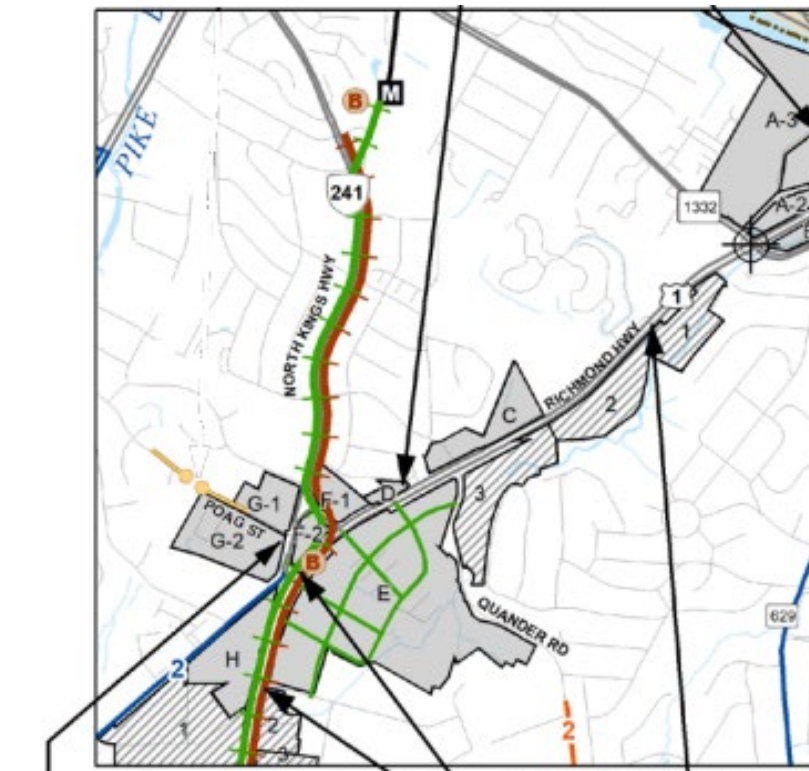 PIKE
B
M
A-3
241
1332
A-2
1
NORTH KINGS HWY
RICHMOND HWY
1
2
C
3
D
G-1
F-1
POAG ST
G-2
F-2
B
E
QUANDER RD
629
H
2
1
2
2
3